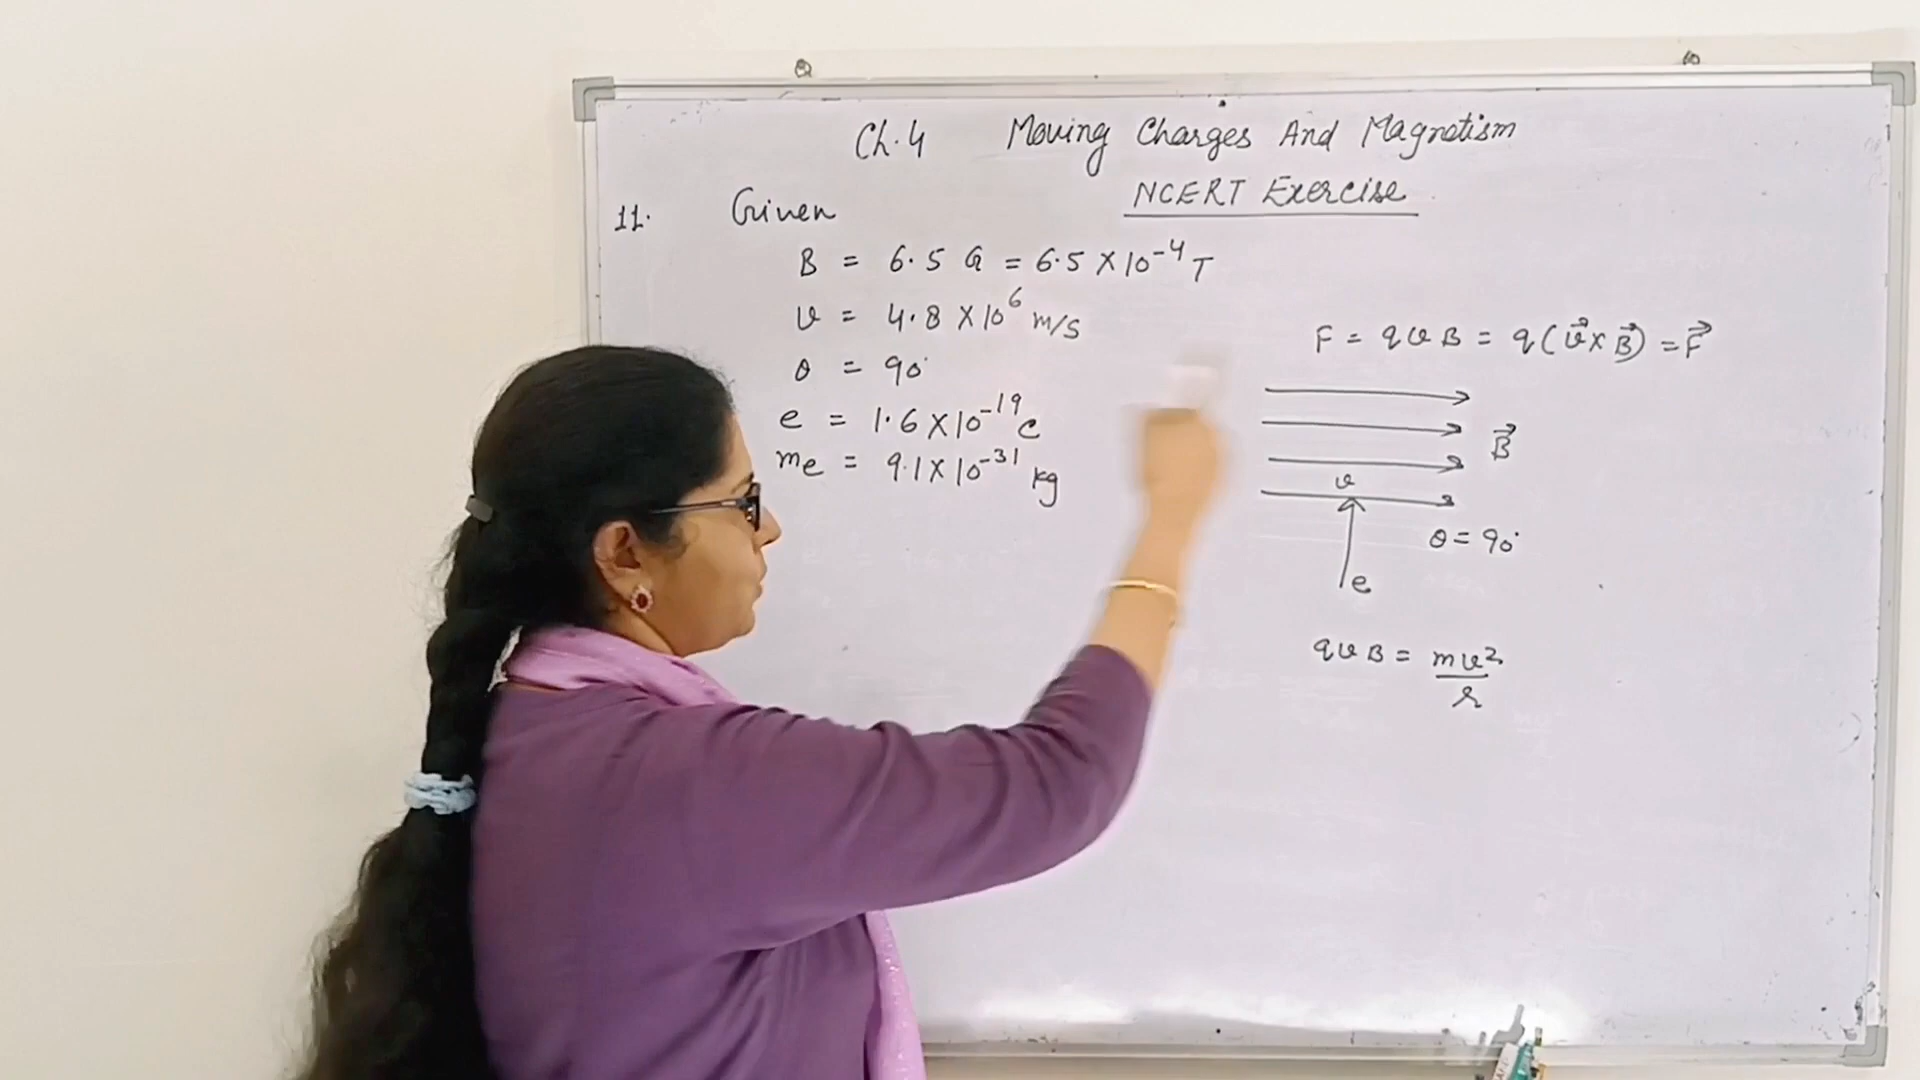 Ch.4 Moving Charges And Magnetism
NCERT Exercise
11. Given
B = 6.5 G = 6.5 X 10⁻⁴ T
v = 4.8 X 10⁶ m/s
θ = 90°
e = 1.6 X 10⁻¹⁹ C
me = 9.1 X 10⁻³¹ kg
F = qvB = q(v⃗ x B⃗) = F⃗
B⃗
v
θ = 90°
e
qvB = mv²/r